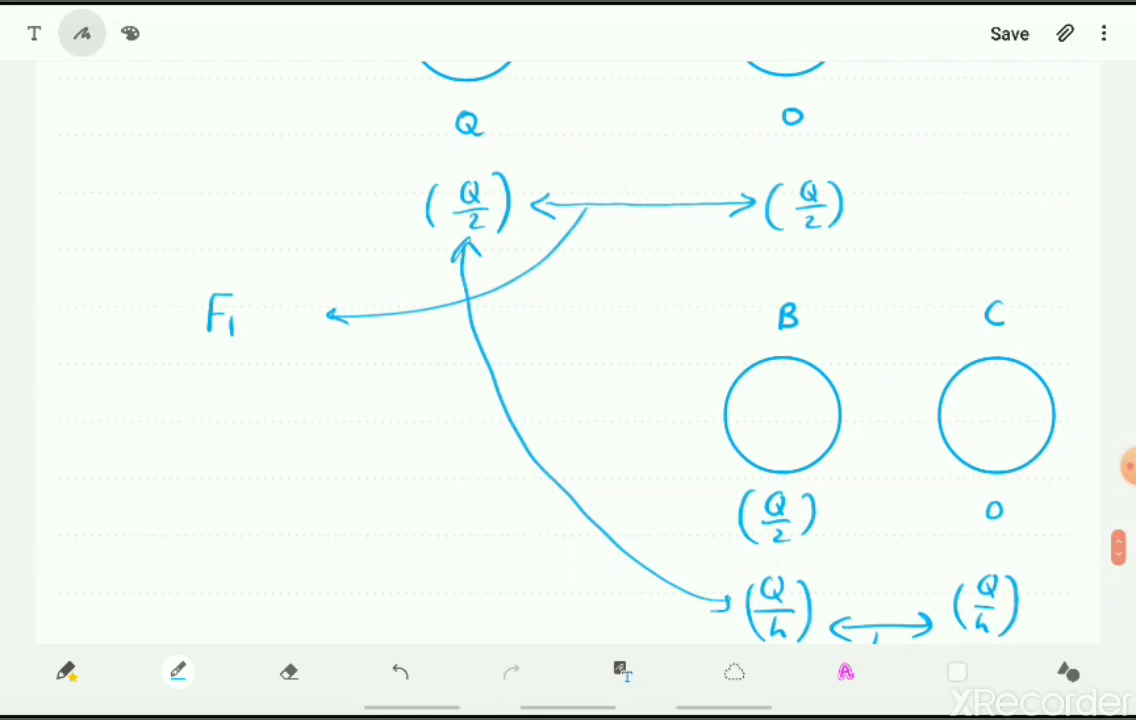 T Save
Q 0
(Q/2) (Q/2)
F1
B C
(Q/2) 0
(Q/4) (Q/4)
XRecorder